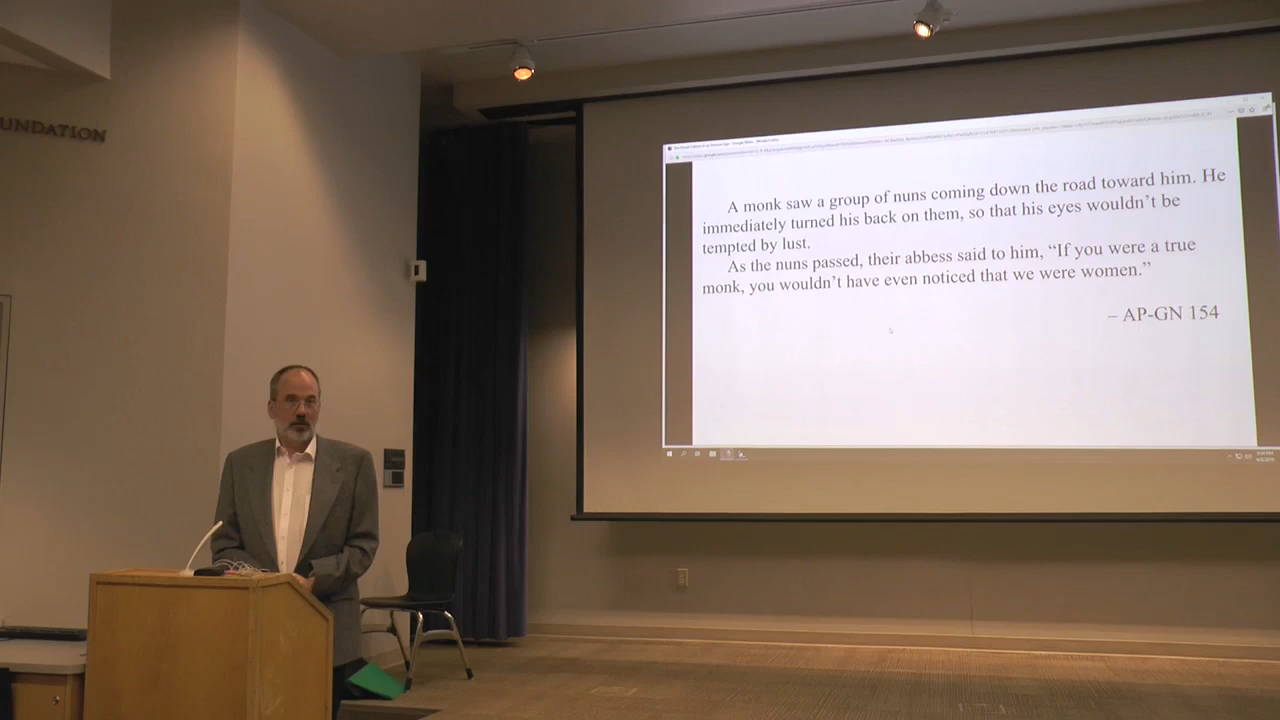 UNDATION
A monk saw a group of nuns coming down the road toward him. He
immediately turned his back on them, so that his eyes wouldn’t be
tempted by lust.
As the nuns passed, their abbess said to him, “If you were a true
monk, you wouldn’t have even noticed that we were women.”
– AP-GN 154